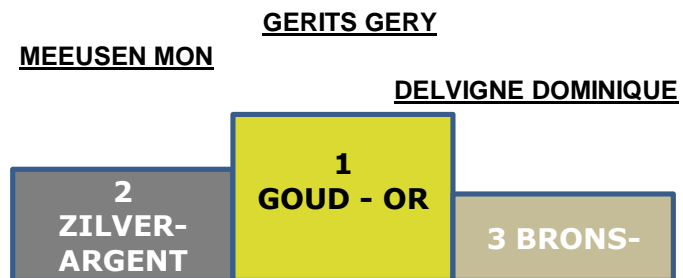 GERITS GERY
MEEUSEN MON
DELVIGNE DOMINIQUE
1
GOUD - OR
2
ZILVER-
ARGENT
3 BRONS-